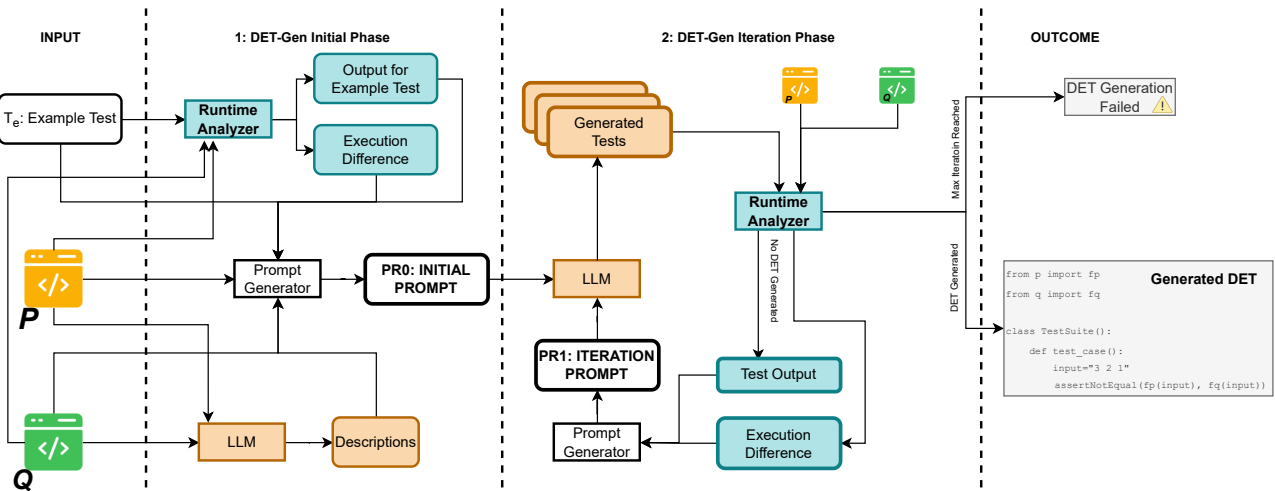 INPUT
1: DET-Gen Initial Phase
2: DET-Gen Iteration Phase
OUTCOME
Te: Example Test
Runtime
Analyzer
Output for
Example Test
Execution
Difference
P
Q
Prompt
Generator
PR0: INITIAL
PROMPT
LLM
Descriptions
Generated
Tests
LLM
PR1: ITERATION
PROMPT
Prompt
Generator
P
Q
Runtime
Analyzer
No DET Generated
Test Output
Execution
Difference
Max Iteratoin Reached
DET Generated
DET Generation
Failed
Generated DET
from p import fp
from q import fq
class TestSuite():
def test_case():
input="3 2 1"
assertNotEqual(fp(input), fq(input))